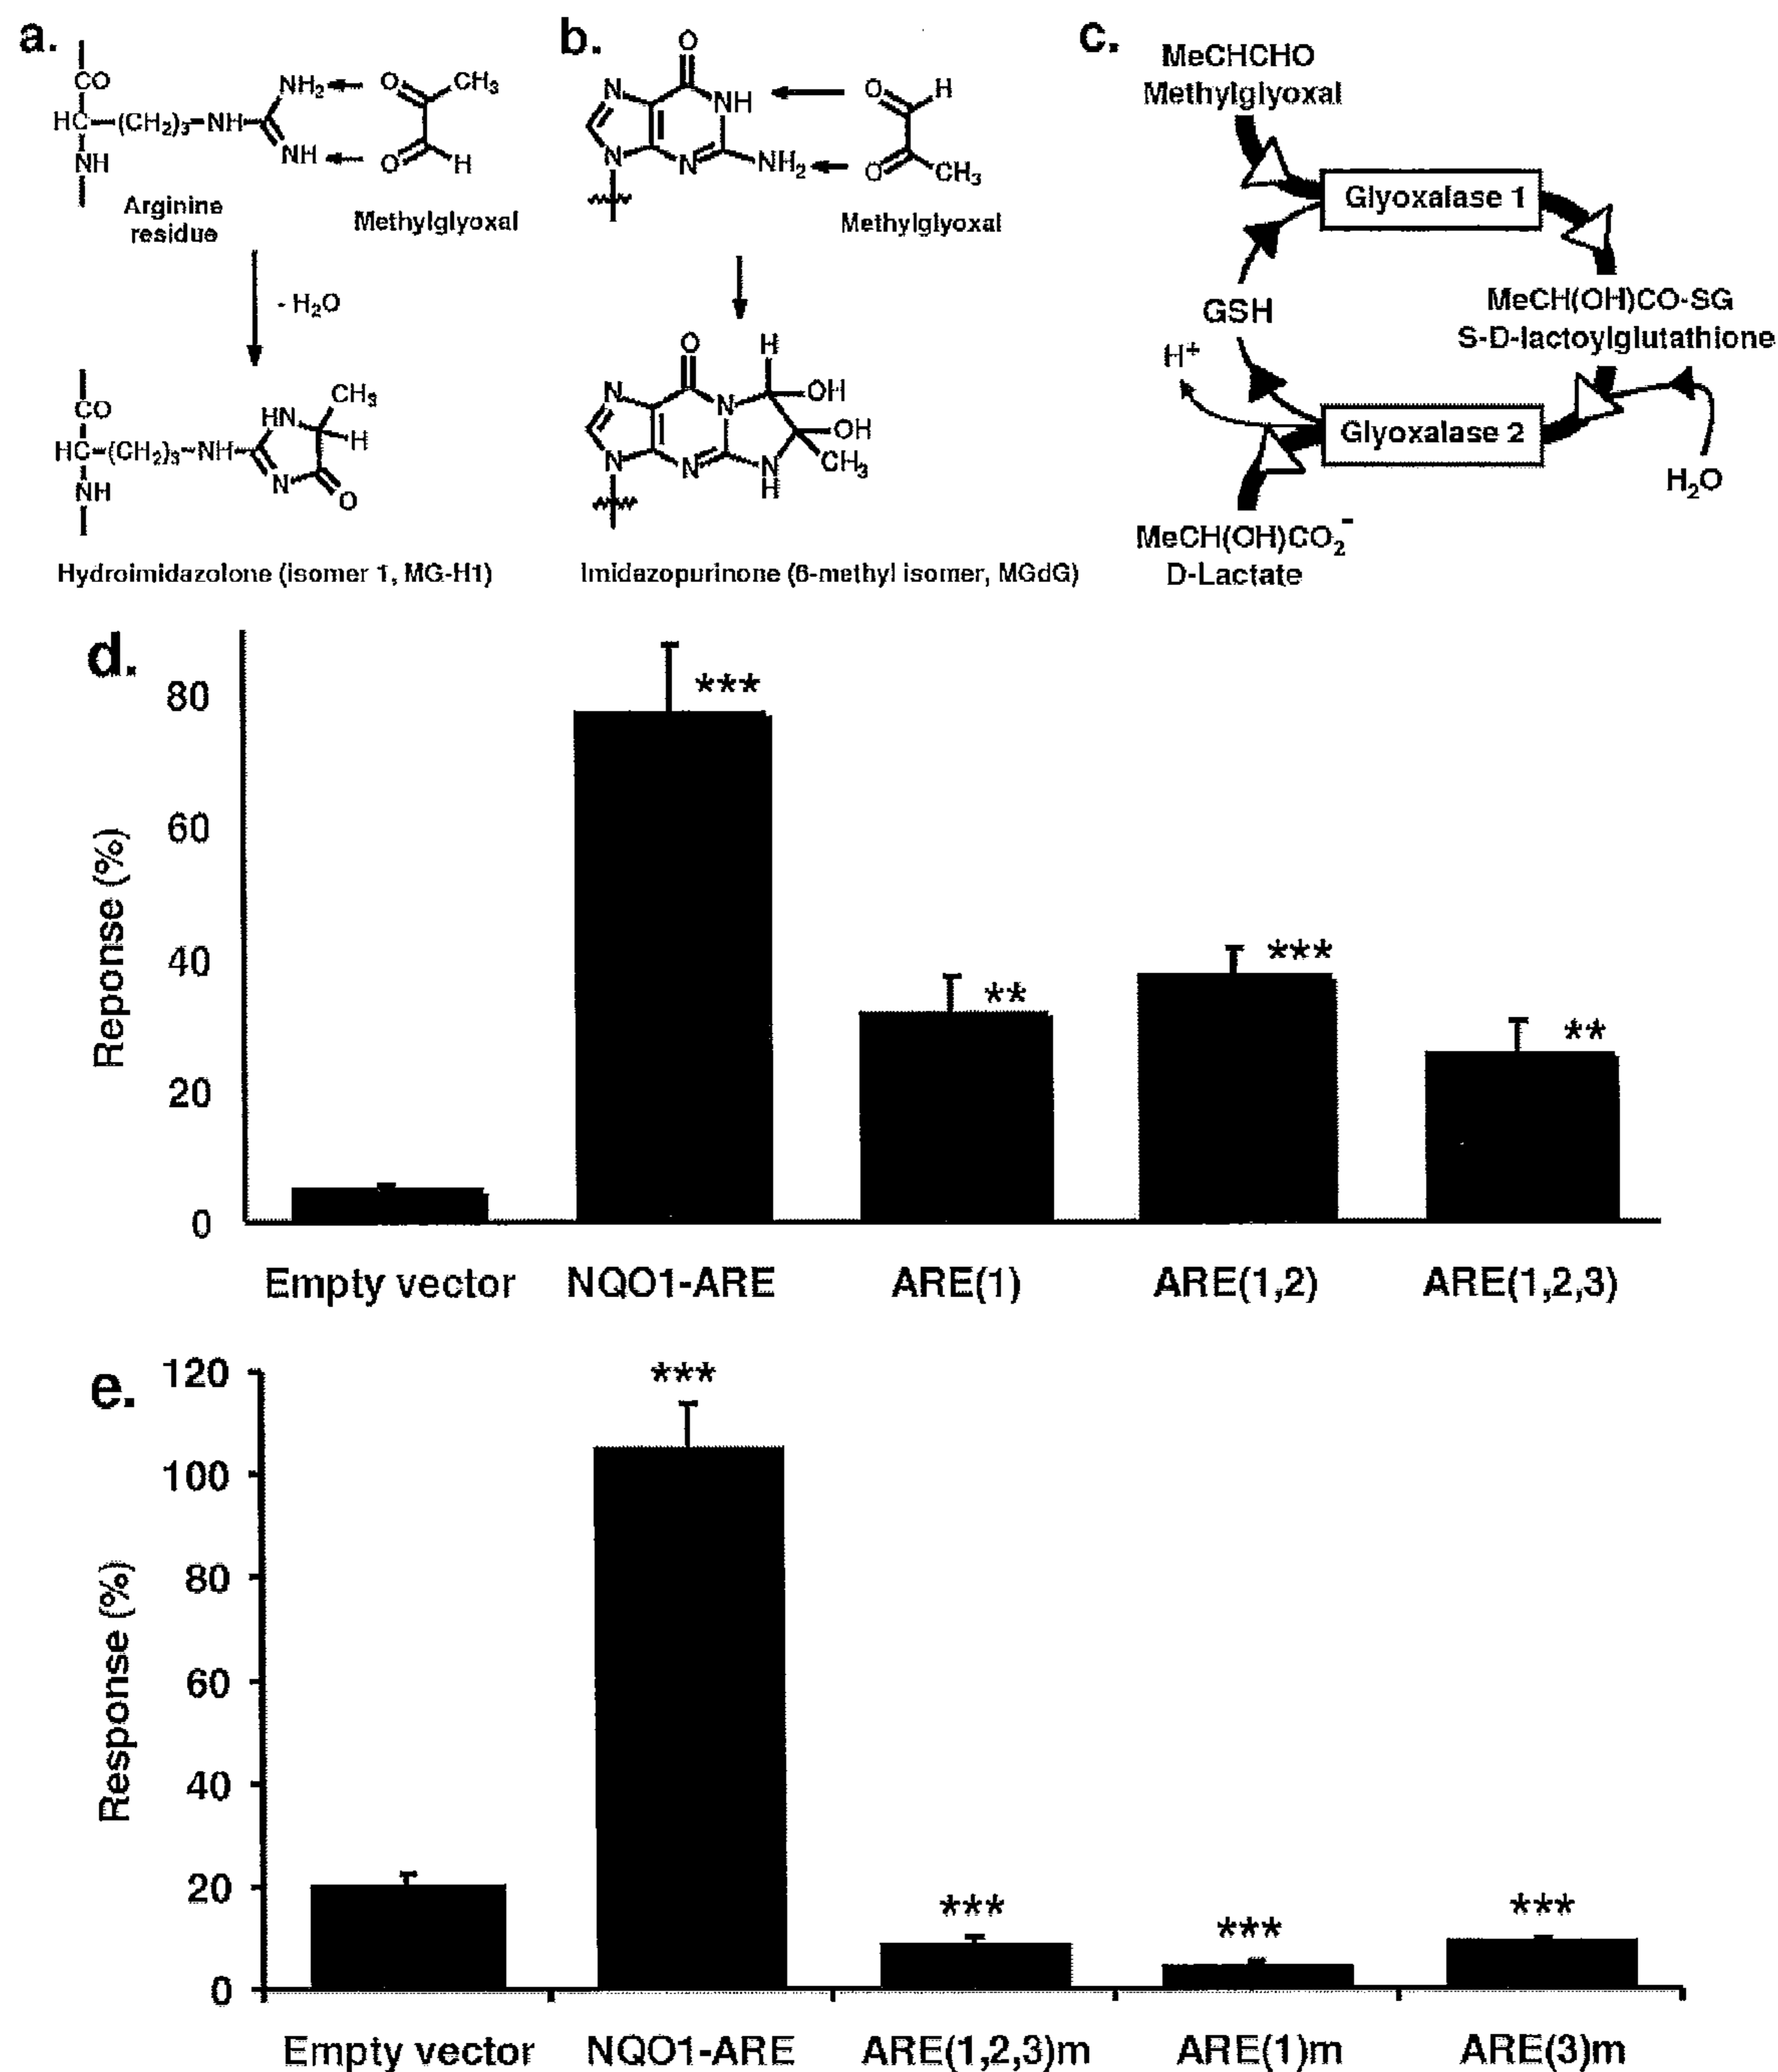 a.
CO
HC-(CH₂)₃-NH
NH
NH₂
NH
O
CH₃
O
H
Arginine
residue
Methylglyoxal
- H₂O
CO
HC-(CH₂)₃-NH
NH
HN
CH₃
H
N
O
Hydroimidazolone (isomer 1, MG-H1)
b.
O
N
NH
N
N
NH₂
O
H
O
CH₃
Methylglyoxal
O
H
N
N
OH
OH
N
N
N
H
CH₃
Imidazopurinone (6-methyl isomer, MGdG)
c.
MeCHCHO
Methylglyoxal
Glyoxalase 1
GSH
MeCH(OH)CO-SG
S-D-lactoylglutathione
H⁺
Glyoxalase 2
H₂O
MeCH(OH)CO₂⁻
D-Lactate
d.
Reponse (%)
80
60
40
20
0
***
**
***
**
Empty vector NQO1-ARE ARE(1) ARE(1,2) ARE(1,2,3)
e.
Response (%)
120
100
80
60
40
20
0
***
***
***
***
Empty vector NQO1-ARE ARE(1,2,3)m ARE(1)m ARE(3)m